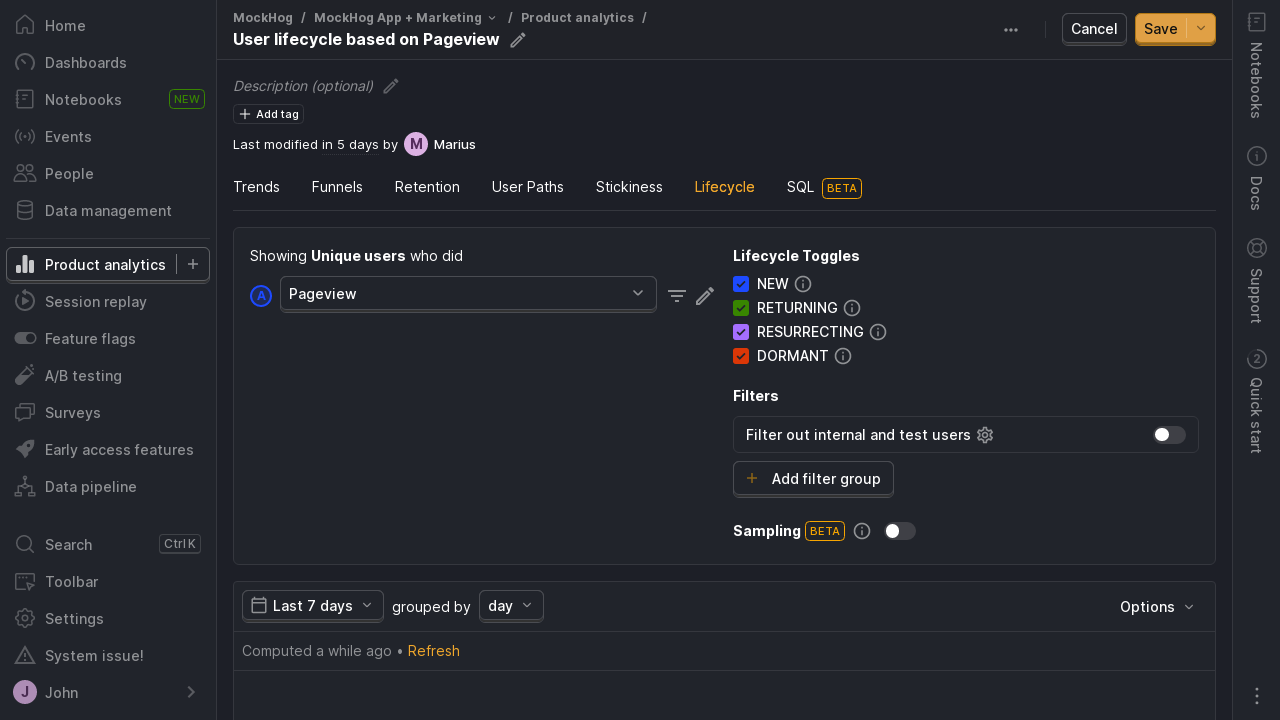 Home
Dashboards
Notebooks NEW
Events
People
Data management
Product analytics
Session replay
Feature flags
A/B testing
Surveys
Early access features
Data pipeline
Search Ctrl K
Toolbar
Settings
System issue!
J John
MockHog / MockHog App + Marketing / Product analytics /
User lifecycle based on Pageview
Cancel
Save
Description (optional)
Add tag
Last modified in 5 days by M Marius
Trends Funnels Retention User Paths Stickiness Lifecycle SQL BETA
Showing Unique users who did
A Pageview
Lifecycle Toggles
NEW
RETURNING
RESURRECTING
DORMANT
Filters
Filter out internal and test users
Add filter group
Sampling BETA
Last 7 days grouped by day
Options
Computed a while ago • Refresh
Notebooks
Docs
Support
2
Quick start